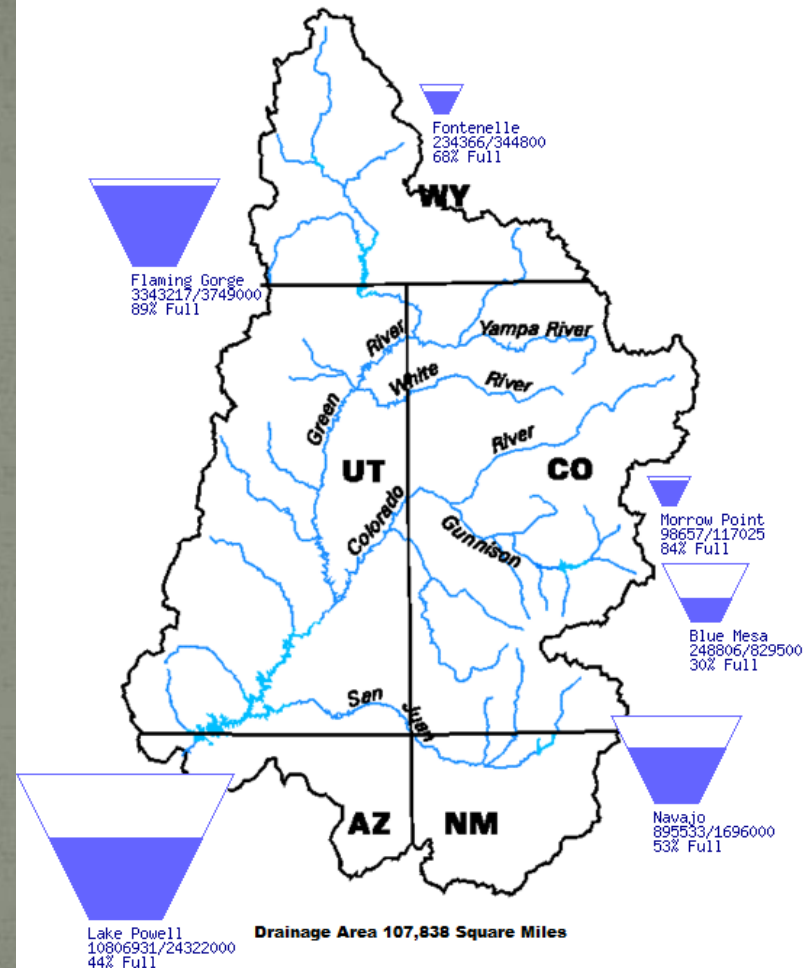 Fontenelle
234366/344800
68% Full
WY
Flaming Gorge
3343217/3749000
89% Full
Green River
Yampa River
White River
UT
CO
Colorado River
Gunnison
Morrow Point
98657/117025
84% Full
Blue Mesa
248806/829500
30% Full
San Juan
Navajo
895533/1696000
53% Full
AZ
NM
Lake Powell
10806931/24322000
44% Full
Drainage Area 107,838 Square Miles